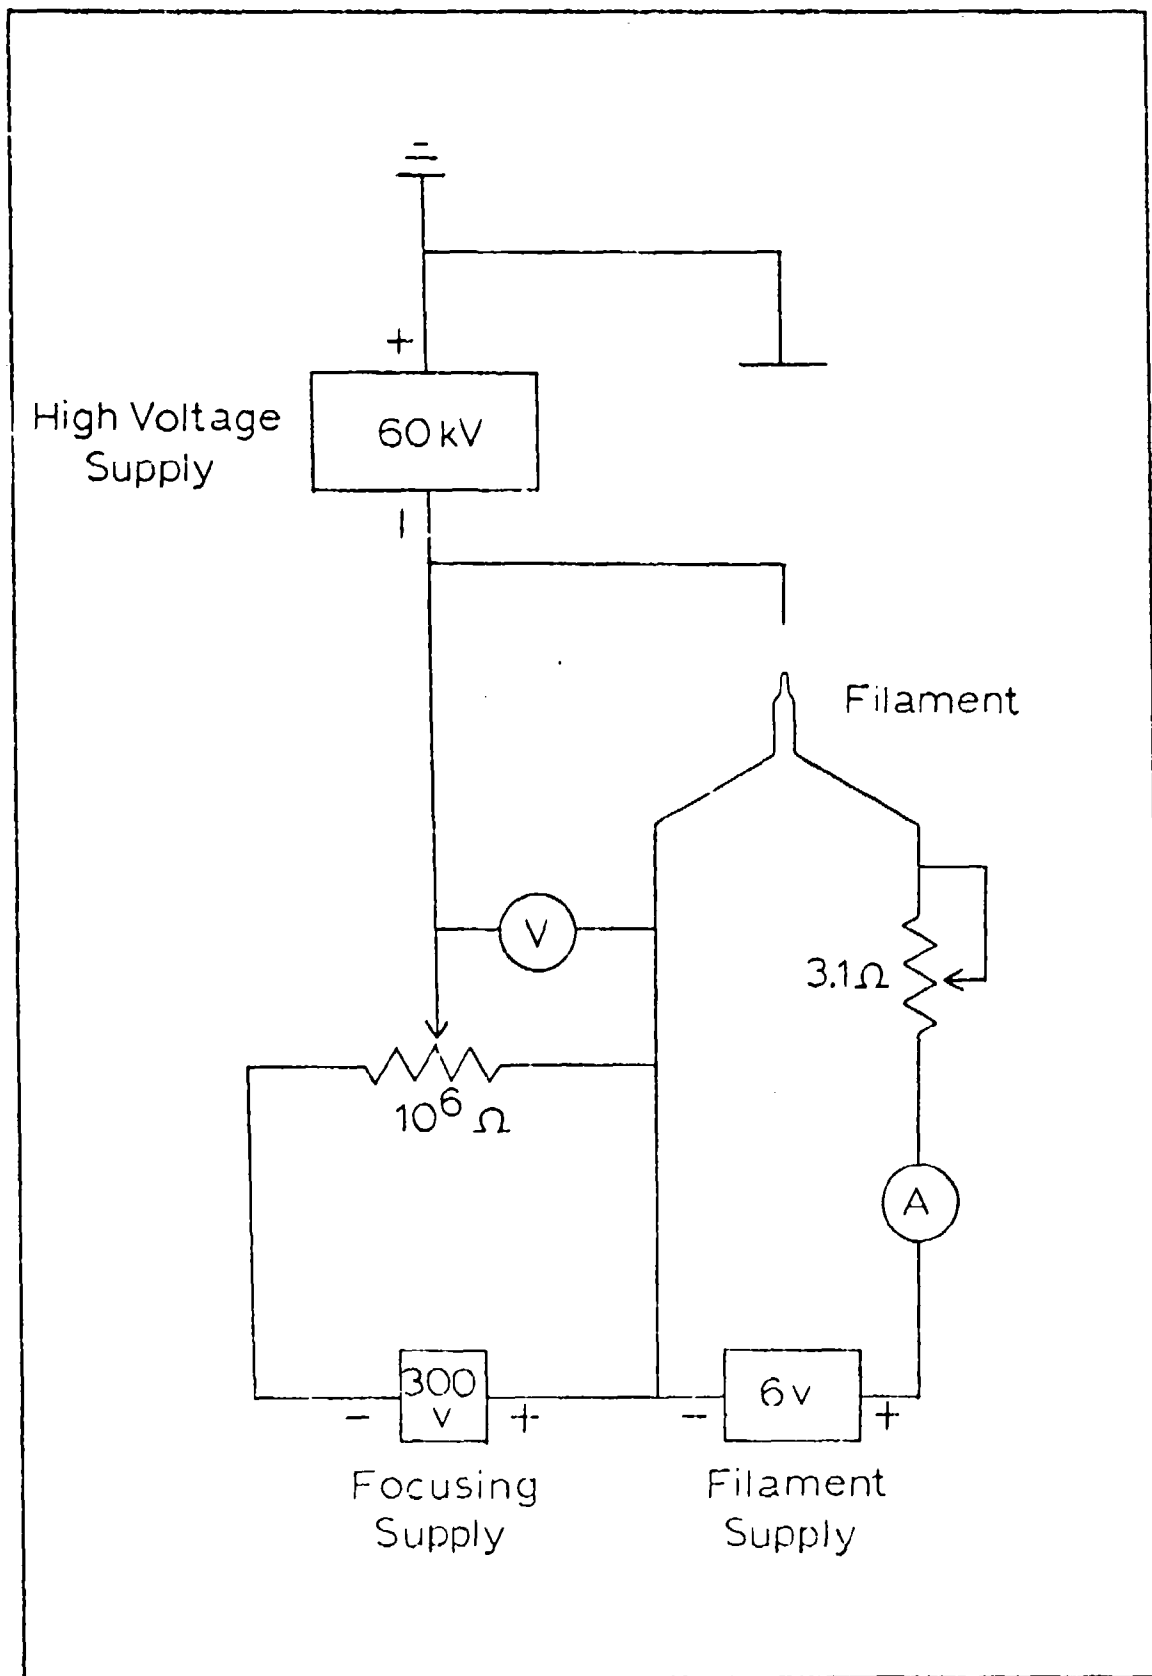 +
High Voltage
Supply
60 kV
−
Filament
V
3.1Ω
10⁶ Ω
A
300
v
− +
6 v
− +
Focusing
Supply
Filament
Supply